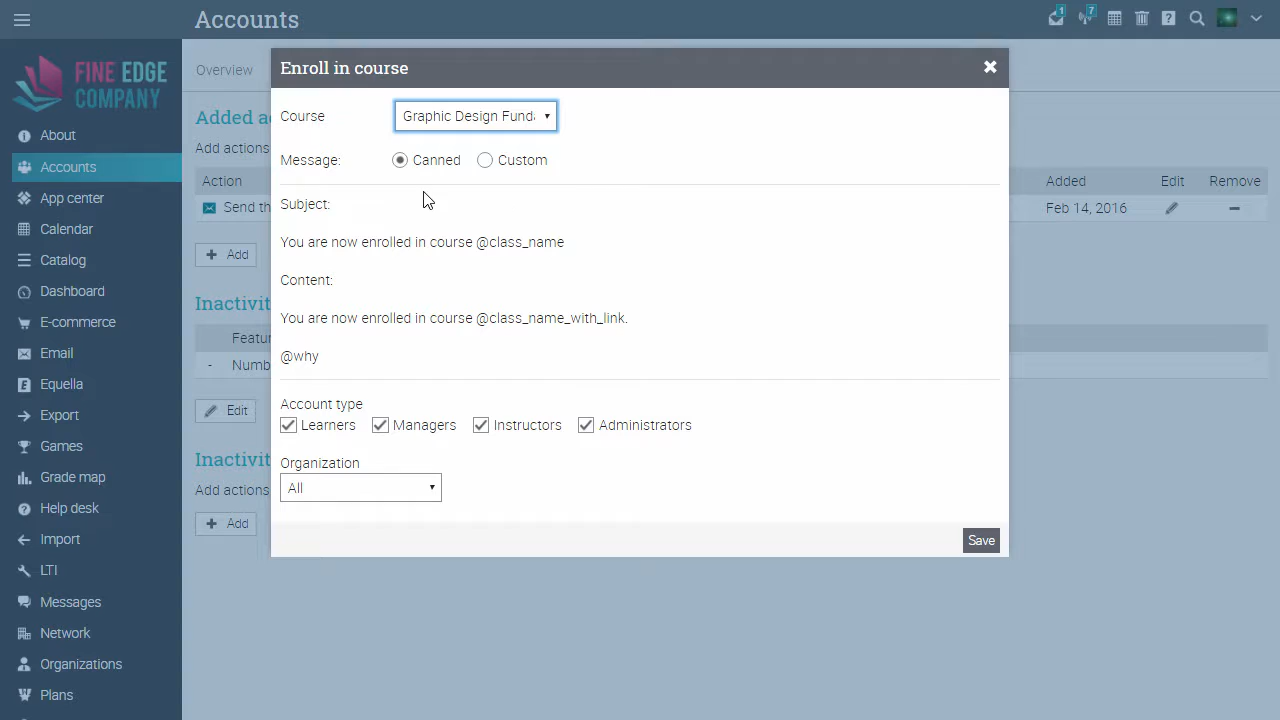 Accounts
1
7
FINE EDGE
COMPANY
About
Accounts
App center
Calendar
Catalog
Dashboard
E-commerce
Email
Equella
Export
Games
Grade map
Help desk
Import
LTI
Messages
Network
Organizations
Plans
Overview
Added a
Add actions
Action Added Edit Remove
Send th Feb 14, 2016
Add
Inactivit
Featur
- Numb
Edit
Inactivit
Add actions
Add
Enroll in course
Course Graphic Design Fund
Message: Canned Custom
Subject:
You are now enrolled in course @class_name
Content:
You are now enrolled in course @class_name_with_link.
@why
Account type
Learners Managers Instructors Administrators
Organization
All
Save